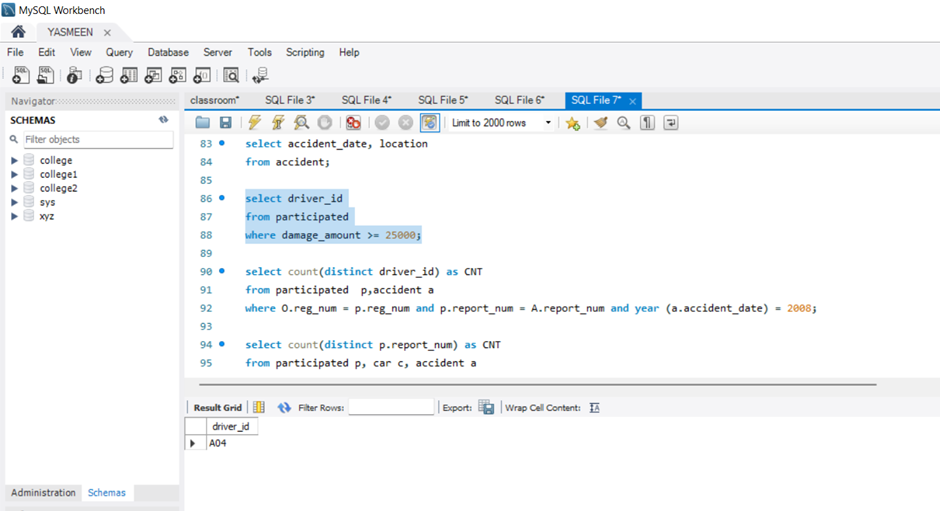 MySQL Workbench
YASMEEN
File Edit View Query Database Server Tools Scripting Help
Navigator
classroom* SQL File 3* SQL File 4* SQL File 5* SQL File 6* SQL File 7*
SCHEMAS
Limit to 2000 rows
Filter objects
college
college1
college2
sys
xyz
83 select accident_date, location
84 from accident;
85
86 select driver_id
87 from participated
88 where damage_amount >= 25000;
89
90 select count(distinct driver_id) as CNT
91 from participated  p,accident a
92 where O.reg_num = p.reg_num and p.report_num = A.report_num and year (a.accident_date) = 2008;
93
94 select count(distinct p.report_num) as CNT
95 from participated p, car c, accident a
Result Grid Filter Rows: Export: Wrap Cell Content:
driver_id
A04
Administration Schemas